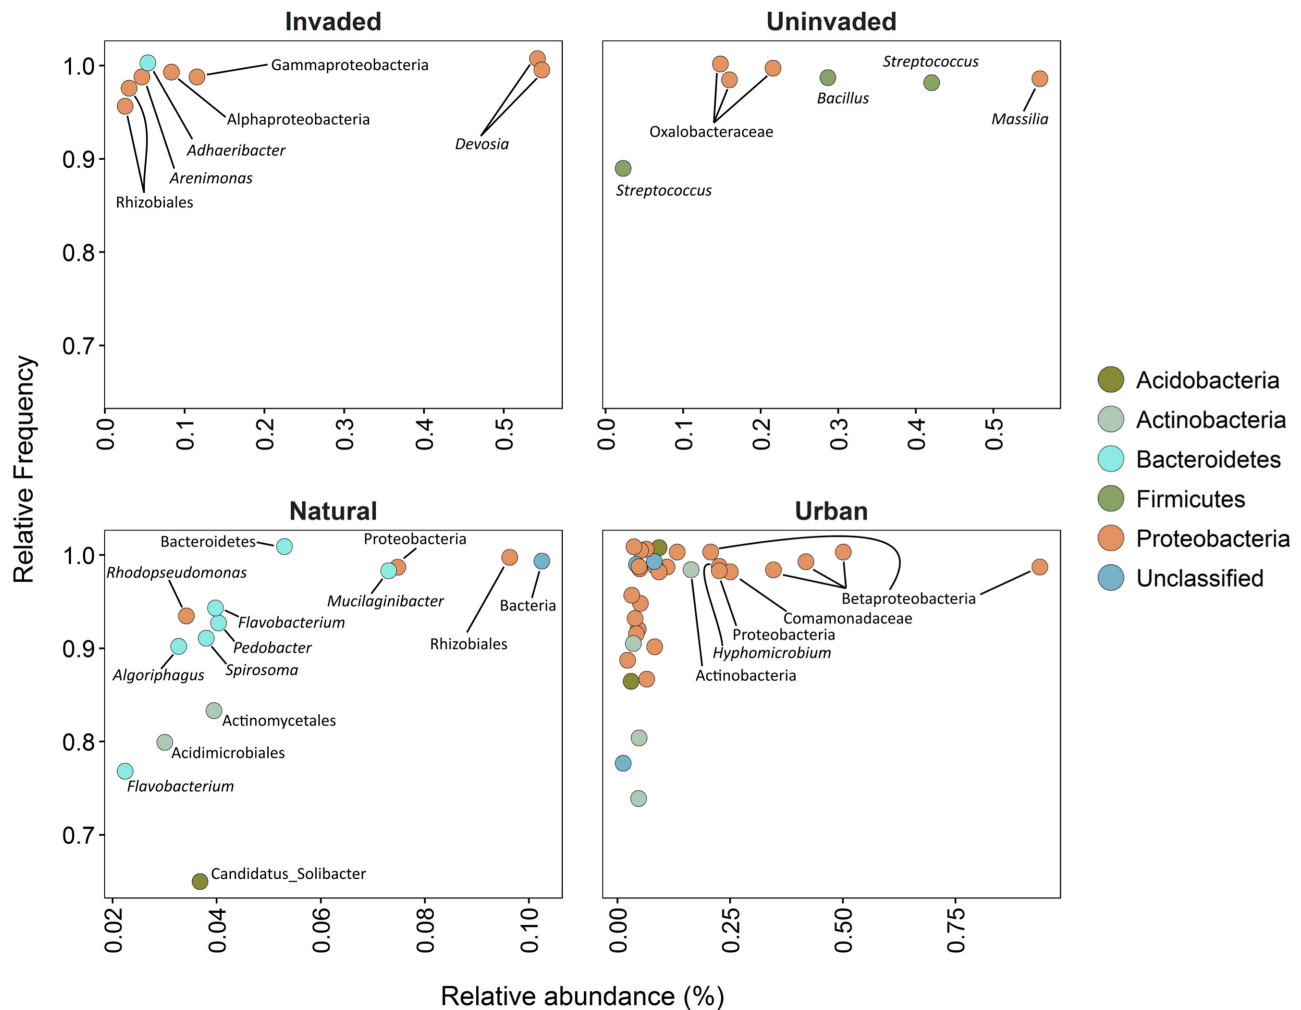 Invaded
Uninvaded
1.0
0.9
0.8
0.7
Gammaproteobacteria
Alphaproteobacteria
Adhaeribacter
Arenimonas
Rhizobiales
Devosia
0.0
0.1
0.2
0.3
0.4
0.5
Streptococcus
Bacillus
Massilia
Oxalobacteraceae
Streptococcus
0.0
0.1
0.2
0.3
0.4
0.5
Relative Frequency
Natural
Urban
1.0
0.9
0.8
0.7
Bacteroidetes
Proteobacteria
Rhodopseudomonas
Mucilaginibacter
Bacteria
Flavobacterium
Rhizobiales
Pedobacter
Spirosoma
Algoriphagus
Actinomycetales
Acidimicrobiales
Flavobacterium
Candidatus_Solibacter
0.02
0.04
0.06
0.08
0.10
Betaproteobacteria
Comamonadaceae
Proteobacteria
Hyphomicrobium
Actinobacteria
0.00
0.25
0.50
0.75
Relative abundance (%)
Acidobacteria
Actinobacteria
Bacteroidetes
Firmicutes
Proteobacteria
Unclassified